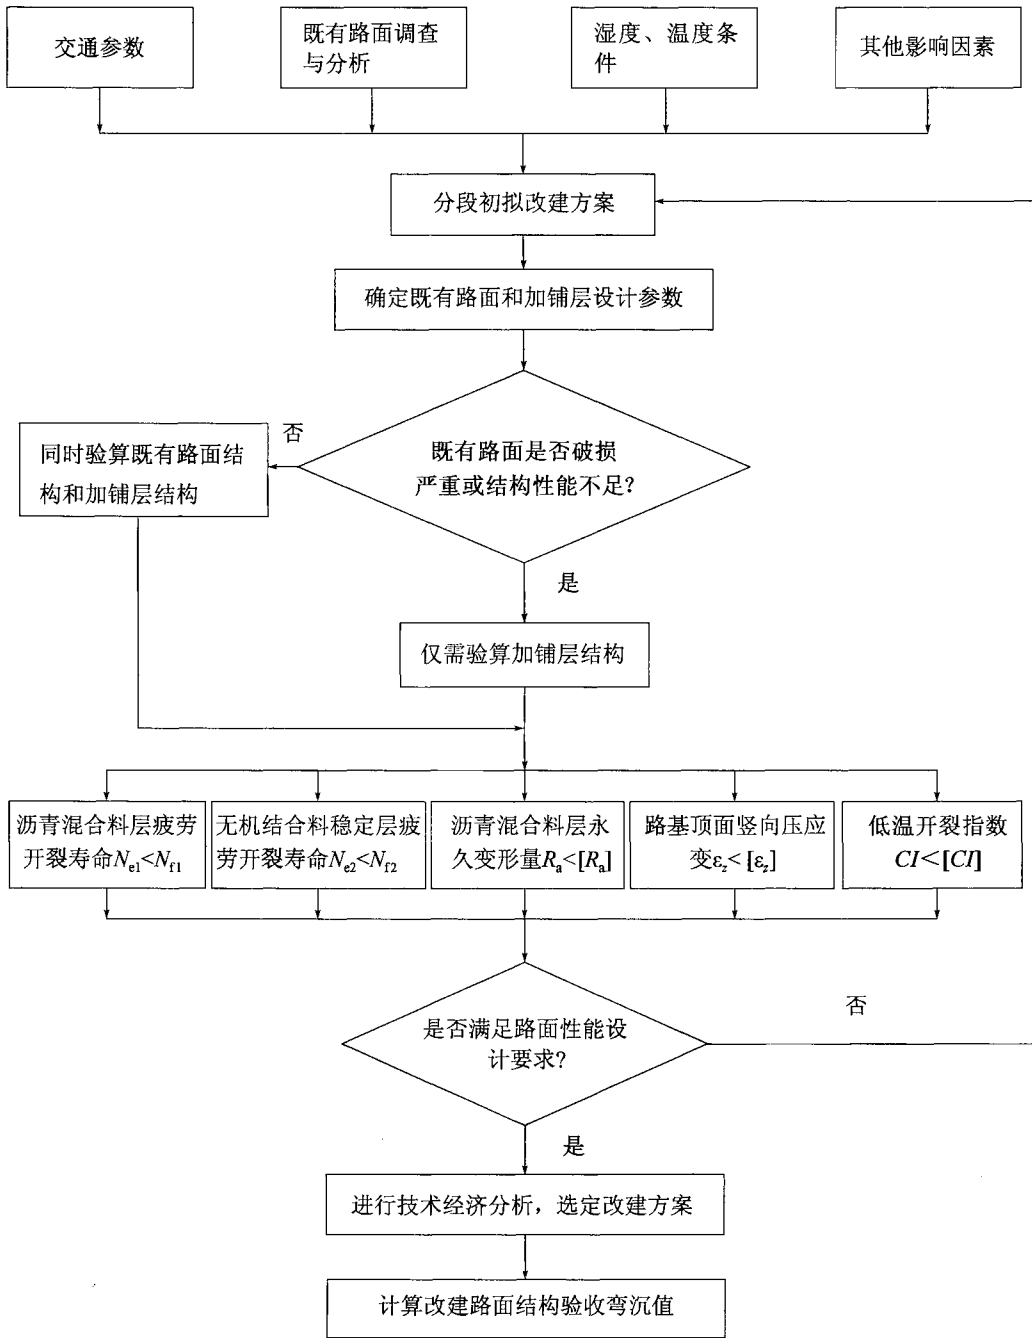 交通参数
既有路面调查
与分析
湿度、温度条
件
其他影响因素
分段初拟改建方案
确定既有路面和加铺层设计参数
既有路面是否破损
严重或结构性能不足?
否
同时验算既有路面结
构和加铺层结构
是
仅需验算加铺层结构
沥青混合料层疲劳
开裂寿命Ne1<Nf1
无机结合料稳定层疲
劳开裂寿命Ne2<Nf2
沥青混合料层永
久变形量Ra<[Ra]
路基顶面竖向压应
变εz<[εz]
低温开裂指数
CI<[CI]
是否满足路面性能设
计要求?
否
是
进行技术经济分析，选定改建方案
计算改建路面结构验收弯沉值